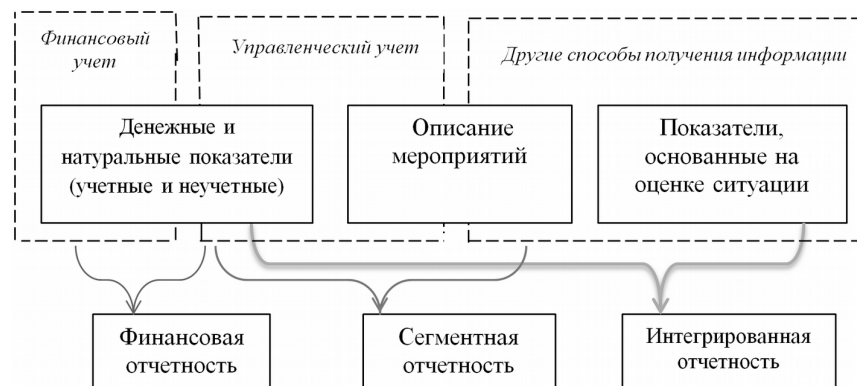 Финансовый
учет
Управленческий учет
Другие способы получения информации
Денежные и
натуральные показатели
(учетные и неучетные)
Описание
мероприятий
Показатели,
основанные на
оценке ситуации
Финансовая
отчетность
Сегментная
отчетность
Интегрированная
отчетность